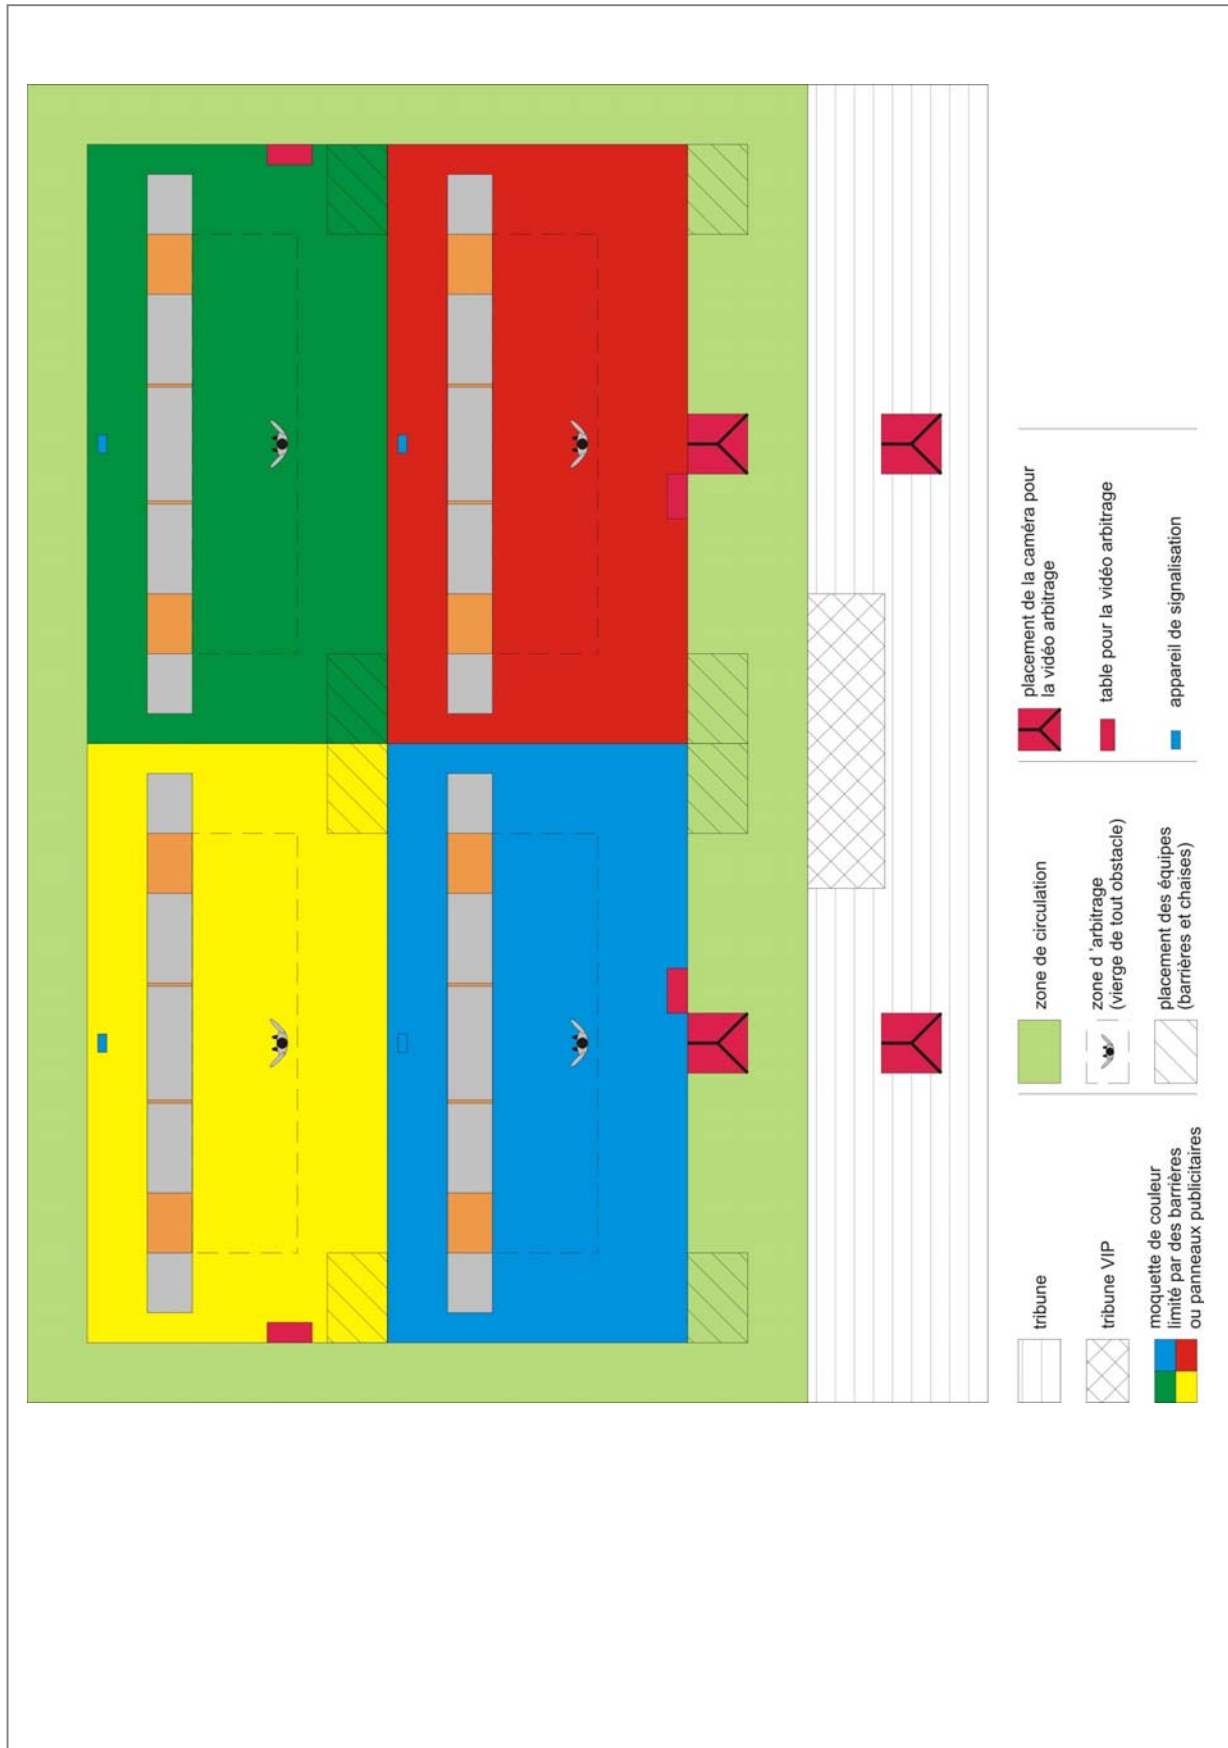 tribune
tribune VIP
moquette de couleur
limité par des barrières
ou panneaux publicitaires
zone de circulation
zone d 'arbitrage
(vierge de tout obstacle)
placement des équipes
(barrières et chaises)
placement de la caméra pour
la vidéo arbitrage
table pour la vidéo arbitrage
appareil de signalisation